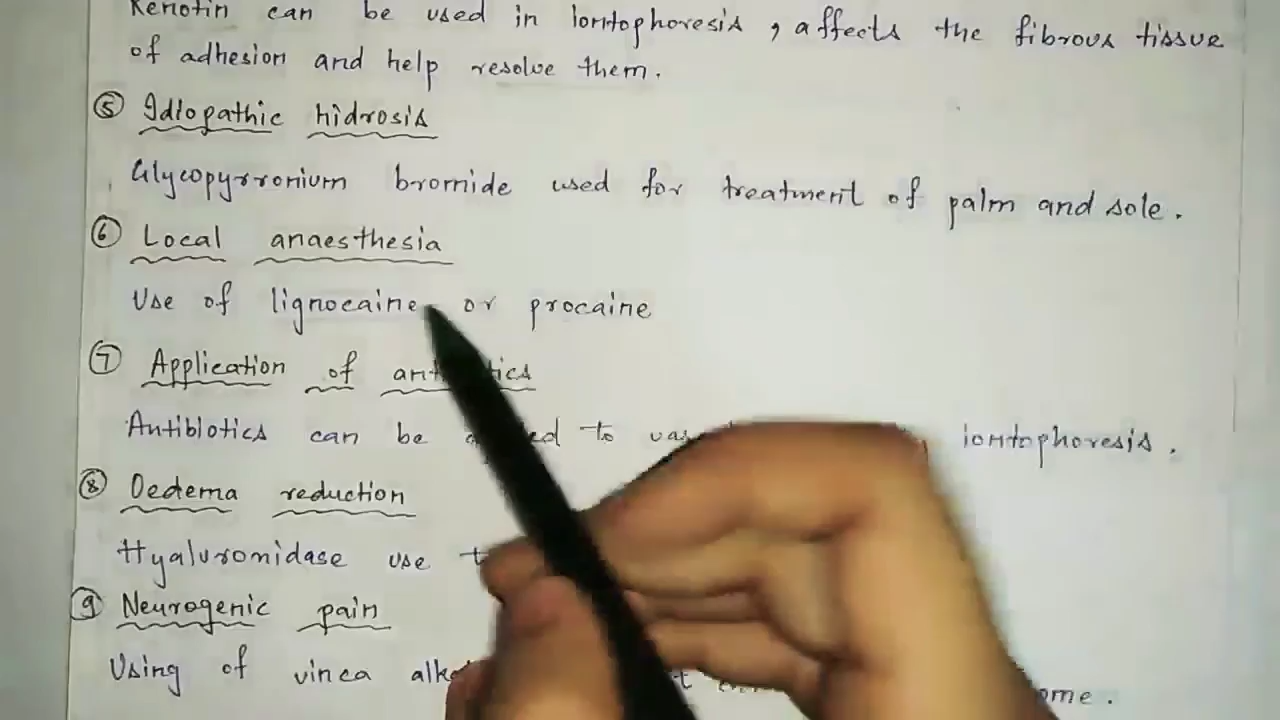 Renotin can be used in Iontophoresis, affects the fibrous tissue
of adhesion and help resolve them.
⑤ Idiopathic hidrosis
Glycopyrronium bromide used for treatment of palm and sole.
⑥ Local anaesthesia
Use of lignocaine or procaine
⑦ Application of
Antibiotics can be to iontophoresis.
⑧ Oedema reduction
Hyaluronidase use
⑨ Neurogenic pain
Using of vinca